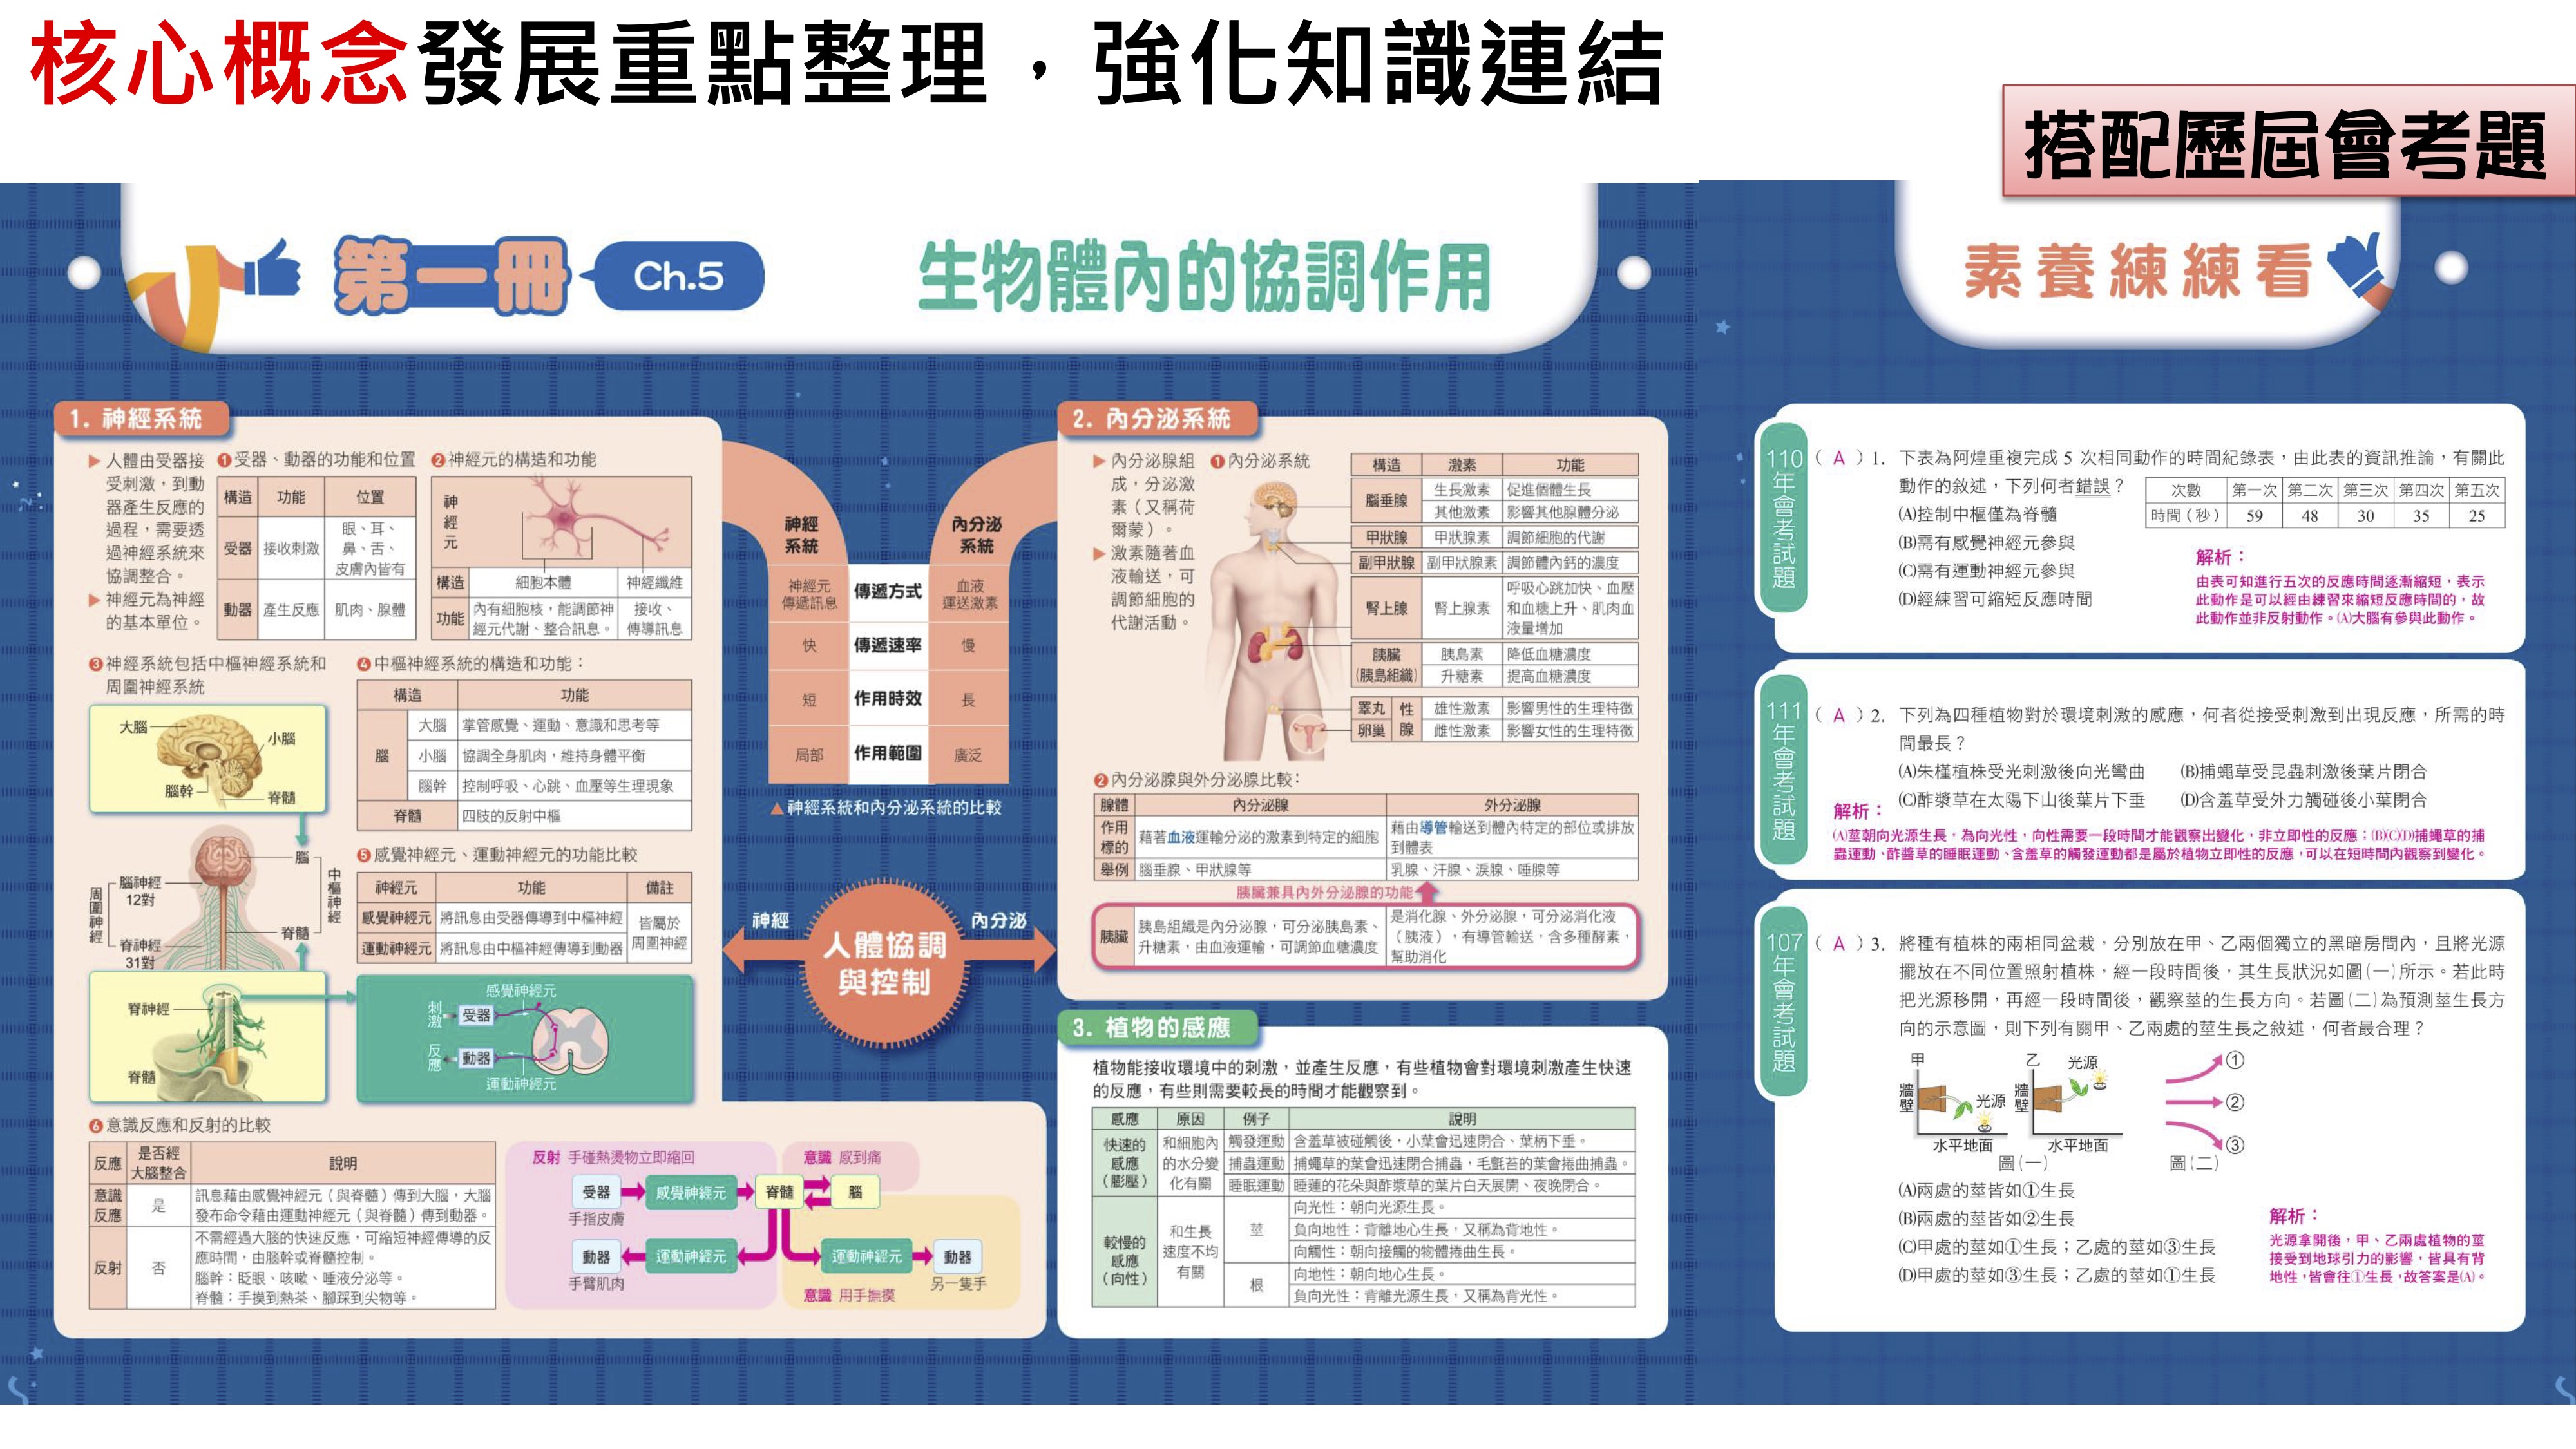 核心概念發展重點整理，強化知識連結
搭配歷屆會考題
第一冊 Ch.5 生物體內的協調作用
素養練練看
1. 神經系統
▶人體由受器接
受刺激，到動
器產生反應的
過程，需要透
過神經系統來
協調整合。
▶神經元為神經
的基本單位。
❶受器、動器的功能和位置
構造 功能 位置
受器 接收刺激 眼、耳、
鼻、舌、
皮膚內皆有
動器 產生反應 肌肉、腺體
❷神經元的構造和功能
神經元
構造 細胞本體 神經纖維
功能 內有細胞核，能調節神
經元代謝、整合訊息。
接收、
傳導訊息
❸神經系統包括中樞神經系統和
周圍神經系統
大腦
小腦
腦幹
脊髓
腦
腦神經
12對
中樞神經
周圍神經
脊髓
脊神經
31對
脊神經
脊髓
❹中樞神經系統的構造和功能：
構造 功能
腦 大腦 掌管感覺、運動、意識和思考等
小腦 協調全身肌肉，維持身體平衡
腦幹 控制呼吸、心跳、血壓等生理現象
脊髓 四肢的反射中樞
❺感覺神經元、運動神經元的功能比較
神經元 功能 備註
感覺神經元 將訊息由受器傳導到中樞神經 皆屬於
周圍神經
運動神經元 將訊息由中樞神經傳導到動器
感覺神經元
刺激 受器
反應 動器
運動神經元
❻意識反應和反射的比較
反應 是否經
大腦整合 說明
意識
反應 是 訊息藉由感覺神經元（與脊髓）傳到大腦，大腦
發布命令藉由運動神經元（與脊髓）傳到動器。
反射 否 不需經過大腦的快速反應，可縮短神經傳導的反
應時間，由腦幹或脊髓控制。
腦幹：眨眼、咳嗽、唾液分泌等。
脊髓：手摸到熱茶、腳踩到尖物等。
反射 手碰熱燙物立即縮回
意識 感到痛
受器 感覺神經元 脊髓 腦
手指皮膚
動器 運動神經元 運動神經元 動器
手臂肌肉
另一隻手
意識 用手撫摸
神經
系統
內分泌
系統
神經元
傳遞訊息 傳遞方式 血液
運送激素
快 傳遞速率 慢
短 作用時效 長
局部 作用範圍 廣泛
▲神經系統和內分泌系統的比較
神經 人體協調
與控制 內分泌
2. 內分泌系統
▶內分泌腺組
成，分泌激
素（又稱荷
爾蒙）。
▶激素隨著血
液輸送，可
調節細胞的
代謝活動。
❶內分泌系統
構造 激素 功能
腦垂腺 生長激素 促進個體生長
其他激素 影響其他腺體分泌
甲狀腺 甲狀腺素 調節細胞的代謝
副甲狀腺 副甲狀腺素 調節體內鈣的濃度
腎上腺 腎上腺素 呼吸心跳加快、血壓
和血糖上升、肌肉血
液量增加
胰臟
(胰島組織) 胰島素 降低血糖濃度
升糖素 提高血糖濃度
睪丸 性腺 雄性激素 影響男性的生理特徵
卵巢 雌性激素 影響女性的生理特徵
❷內分泌腺與外分泌腺比較：
腺體 內分泌腺 外分泌腺
作用
標的 藉著血液運輸分泌的激素到特定的細胞 藉由導管輸送到體內特定的部位或排放
到體表
舉例 腦垂腺、甲狀腺等 乳腺、汗腺、淚腺、唾腺等
胰臟兼具內外分泌腺的功能
胰臟 胰島組織是內分泌腺，可分泌胰島素、
升糖素，由血液運輸，可調節血糖濃度
是消化腺、外分泌腺，可分泌消化液
（胰液），有導管輸送，含多種酵素，
幫助消化
3. 植物的感應
植物能接收環境中的刺激，並產生反應，有些植物會對環境刺激產生快速
的反應，有些則需要較長的時間才能觀察到。
感應 原因 例子 說明
快速的
感應
（膨壓） 和細胞內
的水分變
化有關 觸發運動 含羞草被碰觸後，小葉會迅速閉合、葉柄下垂。
捕蟲運動 捕蠅草的葉會迅速閉合捕蟲，毛氈苔的葉會捲曲捕蟲。
睡眠運動 睡蓮的花朵與酢漿草的葉片白天展開、夜晚閉合。
較慢的
感應
（向性） 和生長
速度不均
有關 莖 向光性：朝向光源生長。
負向地性：背離地心生長，又稱為背地性。
向觸性：朝向接觸的物體捲曲生長。
根 向地性：朝向地心生長。
負向光性：背離光源生長，又稱為背光性。
110年會考試題
（ A ）1. 下表為阿煌重複完成 5 次相同動作的時間紀錄表，由此表的資訊推論，有關此
動作的敘述，下列何者錯誤？
次數 第一次 第二次 第三次 第四次 第五次
時間（秒） 59 48 30 35 25
(A)控制中樞僅為脊髓
(B)需有感覺神經元參與
(C)需有運動神經元參與
(D)經練習可縮短反應時間
解析：
由表可知進行五次的反應時間逐漸縮短，表示
此動作是可以經由練習來縮短反應時間的，故
此動作並非反射動作。(A)大腦有參與此動作。
111年會考試題
（ A ）2. 下列為四種植物對於環境刺激的感應，何者從接受刺激到出現反應，所需的時
間最長？
(A)朱槿植株受光刺激後向光彎曲 (B)捕蠅草受昆蟲刺激後葉片閉合
(C)酢漿草在太陽下山後葉片下垂 (D)含羞草受外力觸碰後小葉閉合
解析：
(A)莖朝向光源生長，為向光性，向性需要一段時間才能觀察出變化，非立即性的反應；(B)(C)(D)捕蠅草的捕
蟲運動、酢醬草的睡眠運動、含羞草的觸發運動都是屬於植物立即性的反應，可以在短時間內觀察到變化。
107年會考試題
（ A ）3. 將種有植株的兩相同盆栽，分別放在甲、乙兩個獨立的黑暗房間內，且將光源
擺放在不同位置照射植株，經一段時間後，其生長狀況如圖(一)所示。若此時
把光源移開，再經一段時間後，觀察莖的生長方向。若圖(二)為預測莖生長方
向的示意圖，則下列有關甲、乙兩處的莖生長之敘述，何者最合理？
甲 乙 光源 ①
牆壁 光源 牆壁 ②
水平地面 水平地面 ③
圖(一) 圖(二)
(A)兩處的莖皆如①生長
(B)兩處的莖皆如②生長
(C)甲處的莖如①生長；乙處的莖如③生長
(D)甲處的莖如③生長；乙處的莖如①生長
解析：
光源拿開後，甲、乙兩處植物的莖
接受到地球引力的影響，皆具有背
地性，皆會往①生長，故答案是(A)。